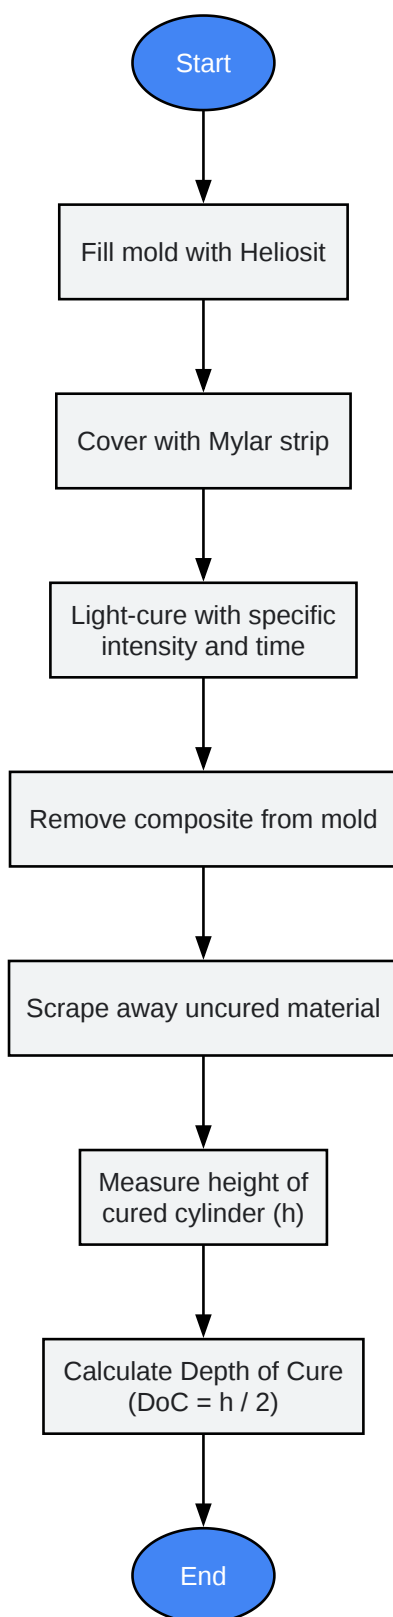 Start
Fill mold with Heliosit
Cover with Mylar strip
Light-cure with specific
intensity and time
Remove composite from mold
Scrape away uncured material
Measure height of
cured cylinder (h)
Calculate Depth of Cure
(DoC = h / 2)
End